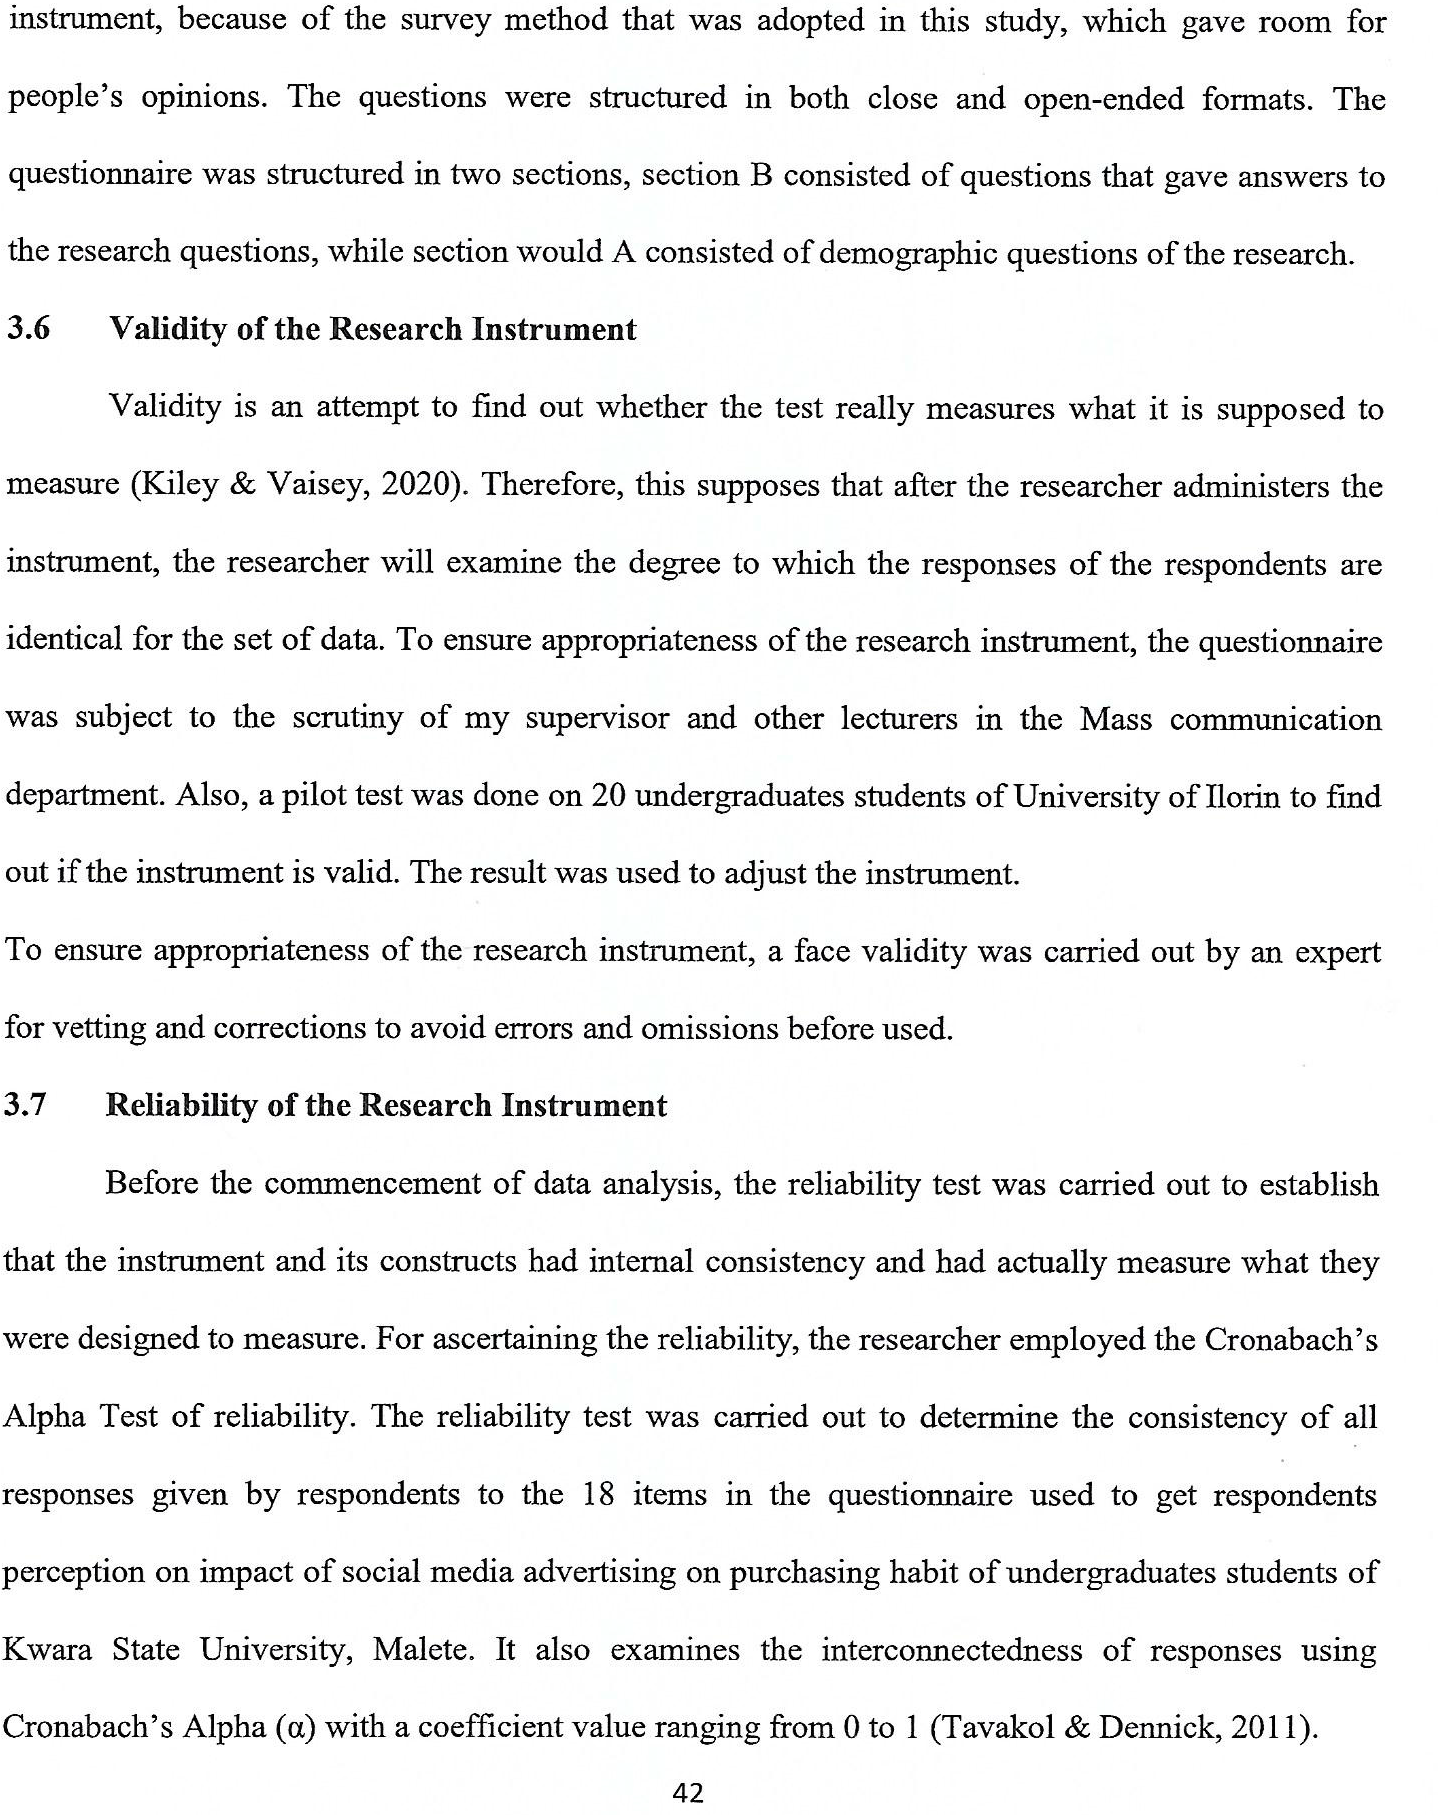 instrument, because of the survey method that was adopted in this study, which gave room for
people's opinions. The questions were structured in both close and open-ended formats. The
questionnaire was structured in two sections, section B consisted of questions that gave answers to
the research questions, while section would A consisted of demographic questions of the research.
3.6 Validity of the Research Instrument
Validity is an attempt to find out whether the test really measures what it is supposed to
measure (Kiley & Vaisey, 2020). Therefore, this supposes that after the researcher administers the
instrument, the researcher will examine the degree to which the responses of the respondents are
identical for the set of data. To ensure appropriateness of the research instrument, the questionnaire
was subject to the scrutiny of my supervisor and other lecturers in the Mass communication
department. Also, a pilot test was done on 20 undergraduates students of University of Ilorin to find
out if the instrument is valid. The result was used to adjust the instrument.
To ensure appropriateness of the research instrument, a face validity was carried out by an expert
for vetting and corrections to avoid errors and omissions before used.
3.7 Reliability of the Research Instrument
Before the commencement of data analysis, the reliability test was carried out to establish
that the instrument and its constructs had internal consistency and had actually measure what they
were designed to measure. For ascertaining the reliability, the researcher employed the Cronabach's
Alpha Test of reliability. The reliability test was carried out to determine the consistency of all
responses given by respondents to the 18 items in the questionnaire used to get respondents
perception on impact of social media advertising on purchasing habit of undergraduates students of
Kwara State University, Malete. It also examines the interconnectedness of responses using
Cronabach's Alpha (α) with a coefficient value ranging from 0 to 1 (Tavakol & Dennick, 2011).
42